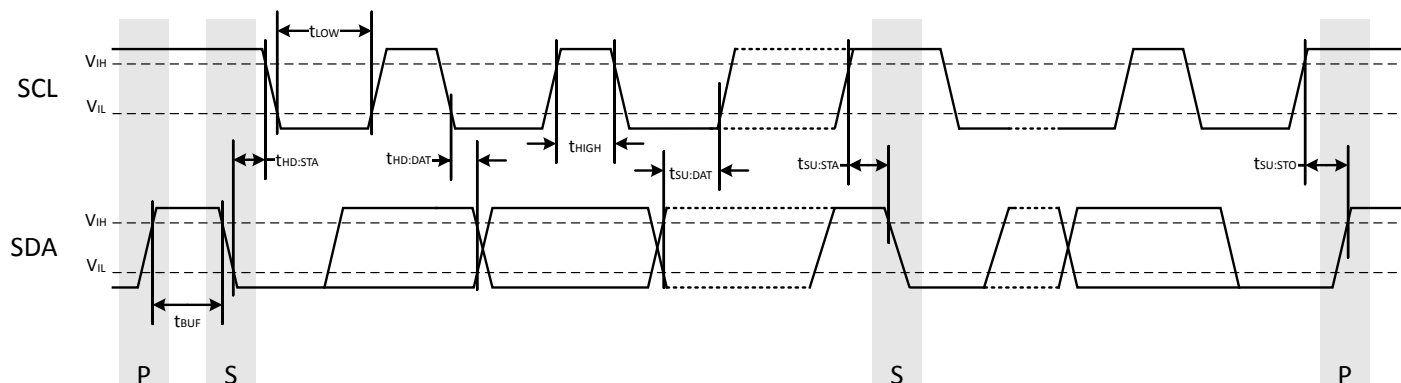 tLOW
VIH
SCL
VIL
tHD:STA
tHD:DAT
tHIGH
tSU:DAT
tSU:STA
tSU:STO
VIH
SDA
VIL
tBUF
P
S
S
P